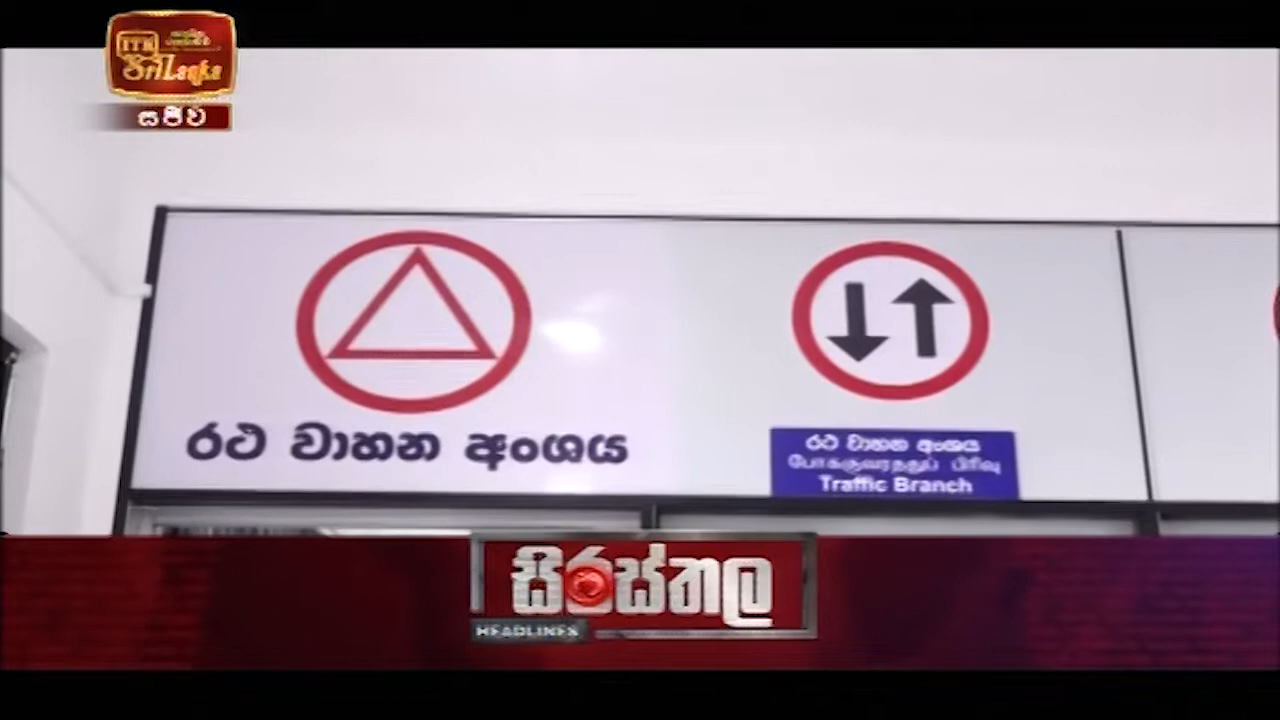 ITN
Sri Lanka
සජීව
රථ වාහන අංශය
රථ වාහන අංශය
போக்குவரத்துப் பிரிவு
Traffic Branch
සිරස්තල
HEADLINES